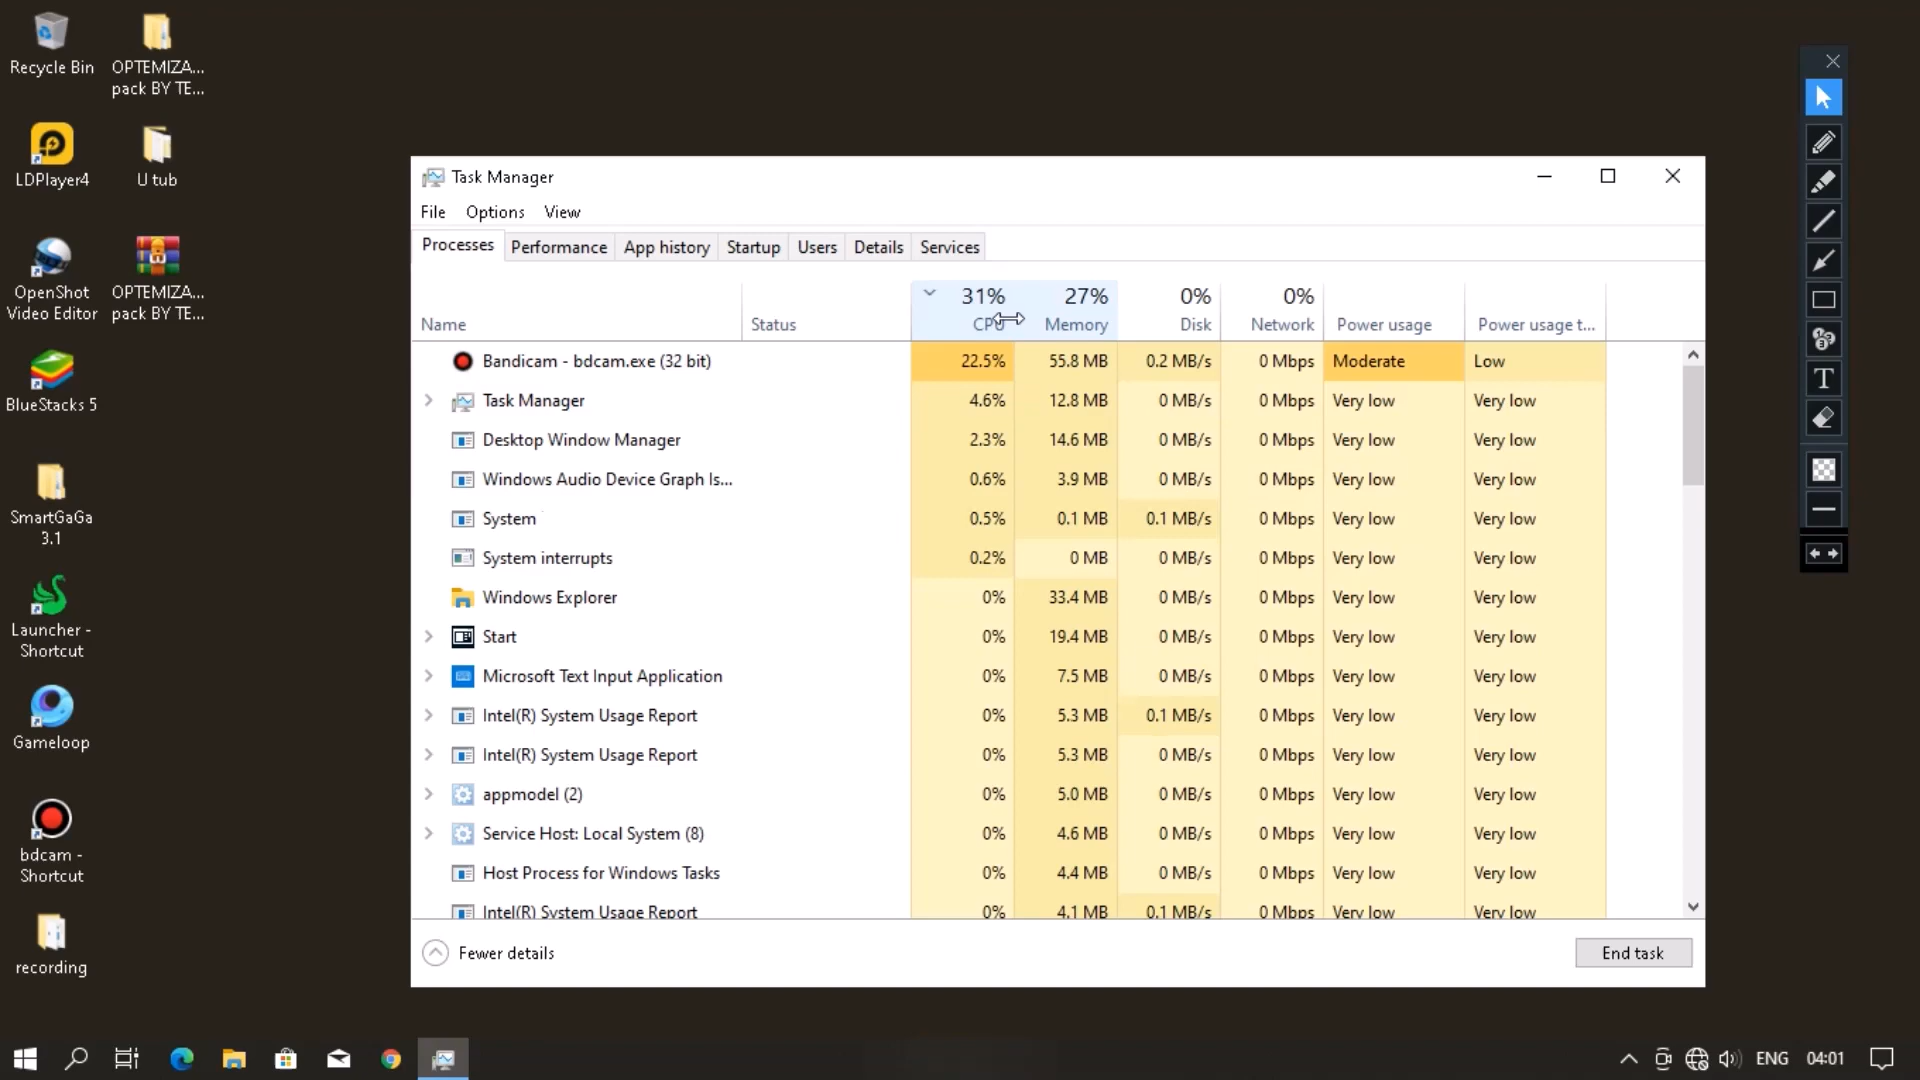 Recycle Bin
OPTEMIZA...
pack BY TE...
LDPlayer4
U tub
OpenShot
Video Editor
OPTEMIZA...
pack BY TE...
BlueStacks 5
SmartGaGa
3.1
Launcher -
Shortcut
Gameloop
bdcam -
Shortcut
recording
Task Manager
File Options View
Processes Performance App history Startup Users Details Services
31% 27% 0% 0%
Name Status CPU Memory Disk Network Power usage Power usage t...
Bandicam - bdcam.exe (32 bit) 22.5% 55.8 MB 0.2 MB/s 0 Mbps Moderate Low
Task Manager 4.6% 12.8 MB 0 MB/s 0 Mbps Very low Very low
Desktop Window Manager 2.3% 14.6 MB 0 MB/s 0 Mbps Very low Very low
Windows Audio Device Graph Is... 0.6% 3.9 MB 0 MB/s 0 Mbps Very low Very low
System 0.5% 0.1 MB 0.1 MB/s 0 Mbps Very low Very low
System interrupts 0.2% 0 MB 0 MB/s 0 Mbps Very low Very low
Windows Explorer 0% 33.4 MB 0 MB/s 0 Mbps Very low Very low
Start 0% 19.4 MB 0 MB/s 0 Mbps Very low Very low
Microsoft Text Input Application 0% 7.5 MB 0 MB/s 0 Mbps Very low Very low
Intel(R) System Usage Report 0% 5.3 MB 0.1 MB/s 0 Mbps Very low Very low
Intel(R) System Usage Report 0% 5.3 MB 0 MB/s 0 Mbps Very low Very low
appmodel (2) 0% 5.0 MB 0 MB/s 0 Mbps Very low Very low
Service Host: Local System (8) 0% 4.6 MB 0 MB/s 0 Mbps Very low Very low
Host Process for Windows Tasks 0% 4.4 MB 0 MB/s 0 Mbps Very low Very low
Intel(R) System Usage Report 0% 4.1 MB 0.1 MB/s 0 Mbps Very low Very low
Fewer details End task
T
ENG 04:01